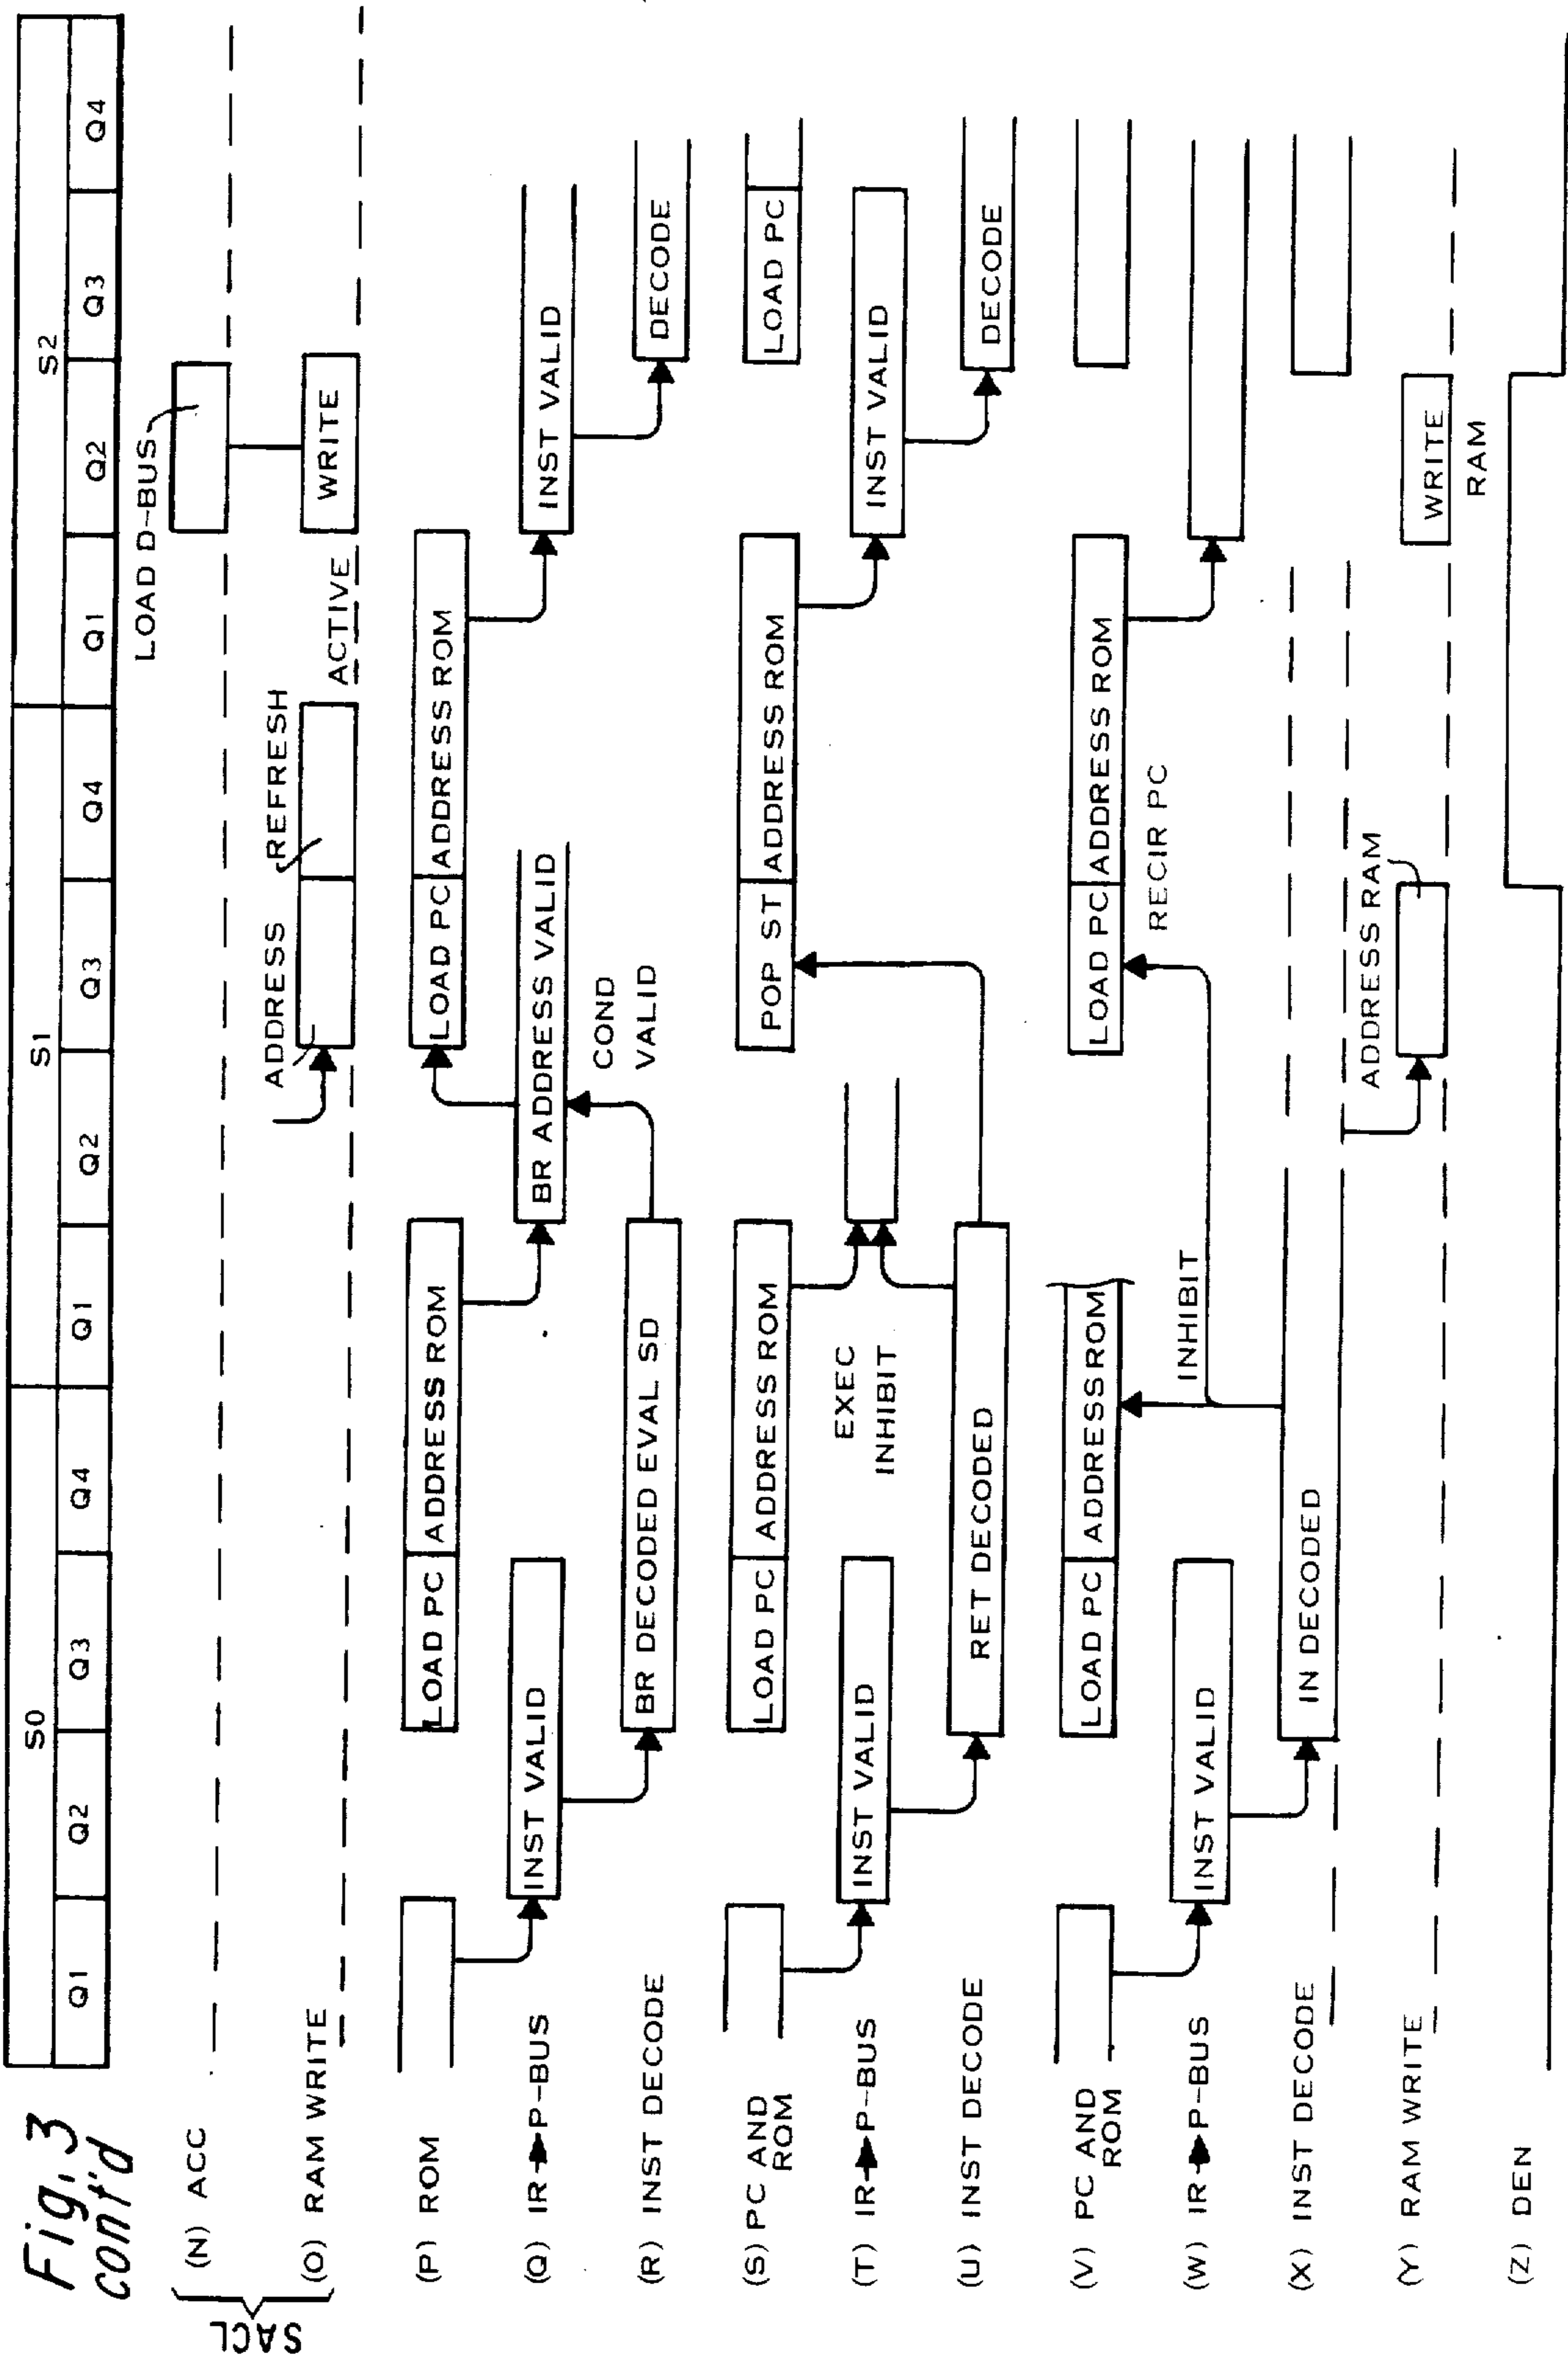 Fig. 3
cont'd
S0 S1 S2
Q1 Q2 Q3 Q4 Q1 Q2 Q3 Q4 Q1 Q2 Q3 Q4
SACL
(N) ACC
LOAD D-BUS
(O) RAM WRITE
ADDRESS REFRESH
ACTIVE
WRITE
(P) ROM
LOAD PC ADDRESS ROM LOAD PC ADDRESS ROM
(Q) IR→P-BUS
INST VALID BR ADDRESS VALID INST VALID
COND
VALID
(R) INST DECODE
BR DECODED EVAL SD DECODE
(S) PC AND
ROM
LOAD PC ADDRESS ROM POP ST ADDRESS ROM LOAD PC
(T) IR→P-BUS
INST VALID INST VALID
EXEC
INHIBIT
(U) INST DECODE
RET DECODED DECODE
(V) PC AND
ROM
LOAD PC ADDRESS ROM LOAD PC ADDRESS ROM
RECIR PC
(W) IR→P-BUS
INST VALID
INHIBIT
(X) INST DECODE
IN DECODED
(Y) RAM WRITE
ADDRESS RAM
WRITE
RAM
(Z) DEN